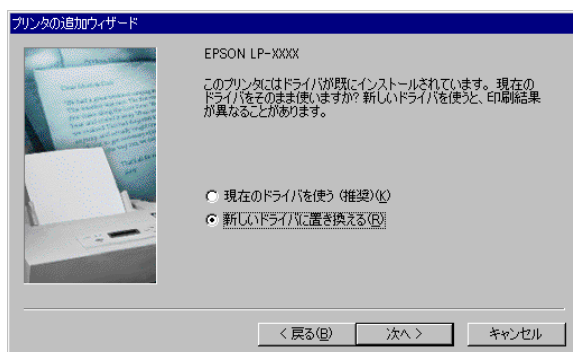 プリンタの追加ウィザード
EPSON LP-XXXX
このプリンタにはドライバが既にインストールされています。現在の
ドライバをそのまま使いますか? 新しいドライバを使うと、印刷結果
が異なることがあります。
現在のドライバを使う (推奨)(K)
新しいドライバに置き換える(R)
< 戻る(B)
次へ >
キャンセル